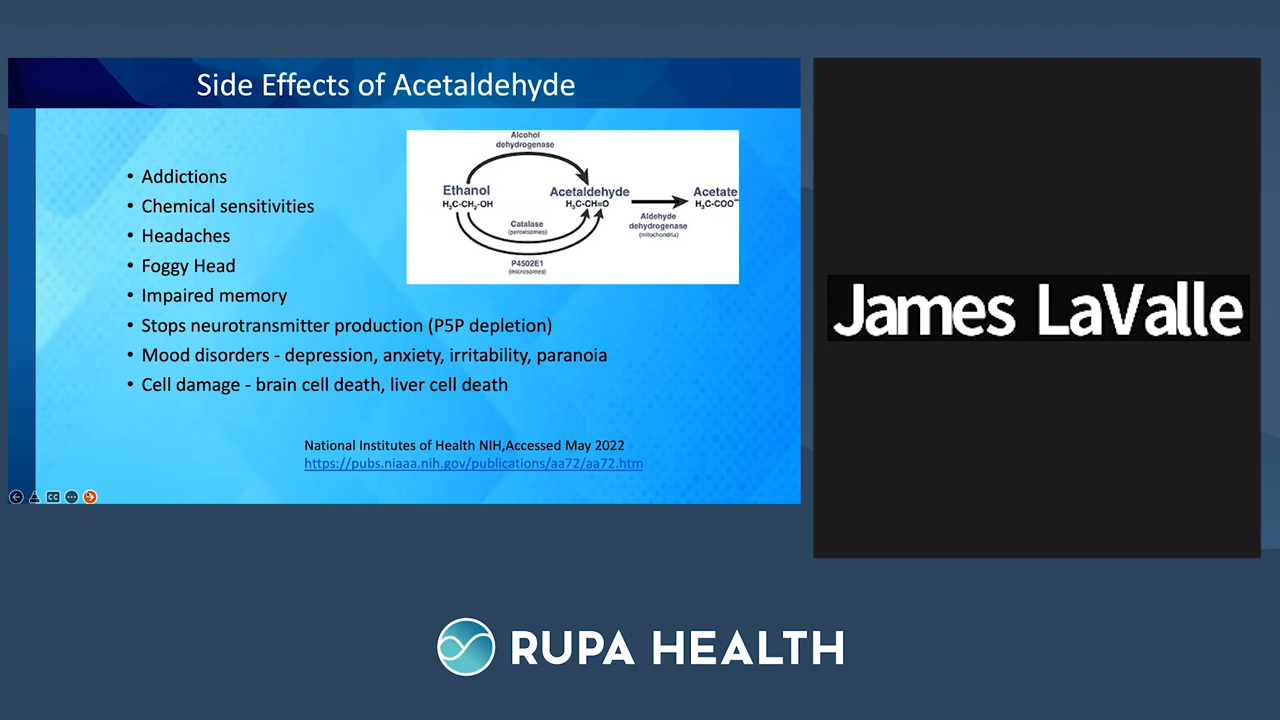 Side Effects of Acetaldehyde
• Addictions
• Chemical sensitivities
• Headaches
• Foggy Head
• Impaired memory
• Stops neurotransmitter production (P5P depletion)
• Mood disorders - depression, anxiety, irritability, paranoia
• Cell damage - brain cell death, liver cell death
Alcohol
dehydrogenase
Ethanol
H₃C-CH₂-OH
Acetaldehyde
H₃C-CH=O
Acetate
H₃C-COO⁻
Catalase
(peroxisomes)
Aldehyde
dehydrogenase
(mitochondria)
P4502E1
(microsomes)
National Institutes of Health NIH,Accessed May 2022
https://pubs.niaaa.nih.gov/publications/aa72/aa72.htm
CC
James LaValle
RUPA HEALTH